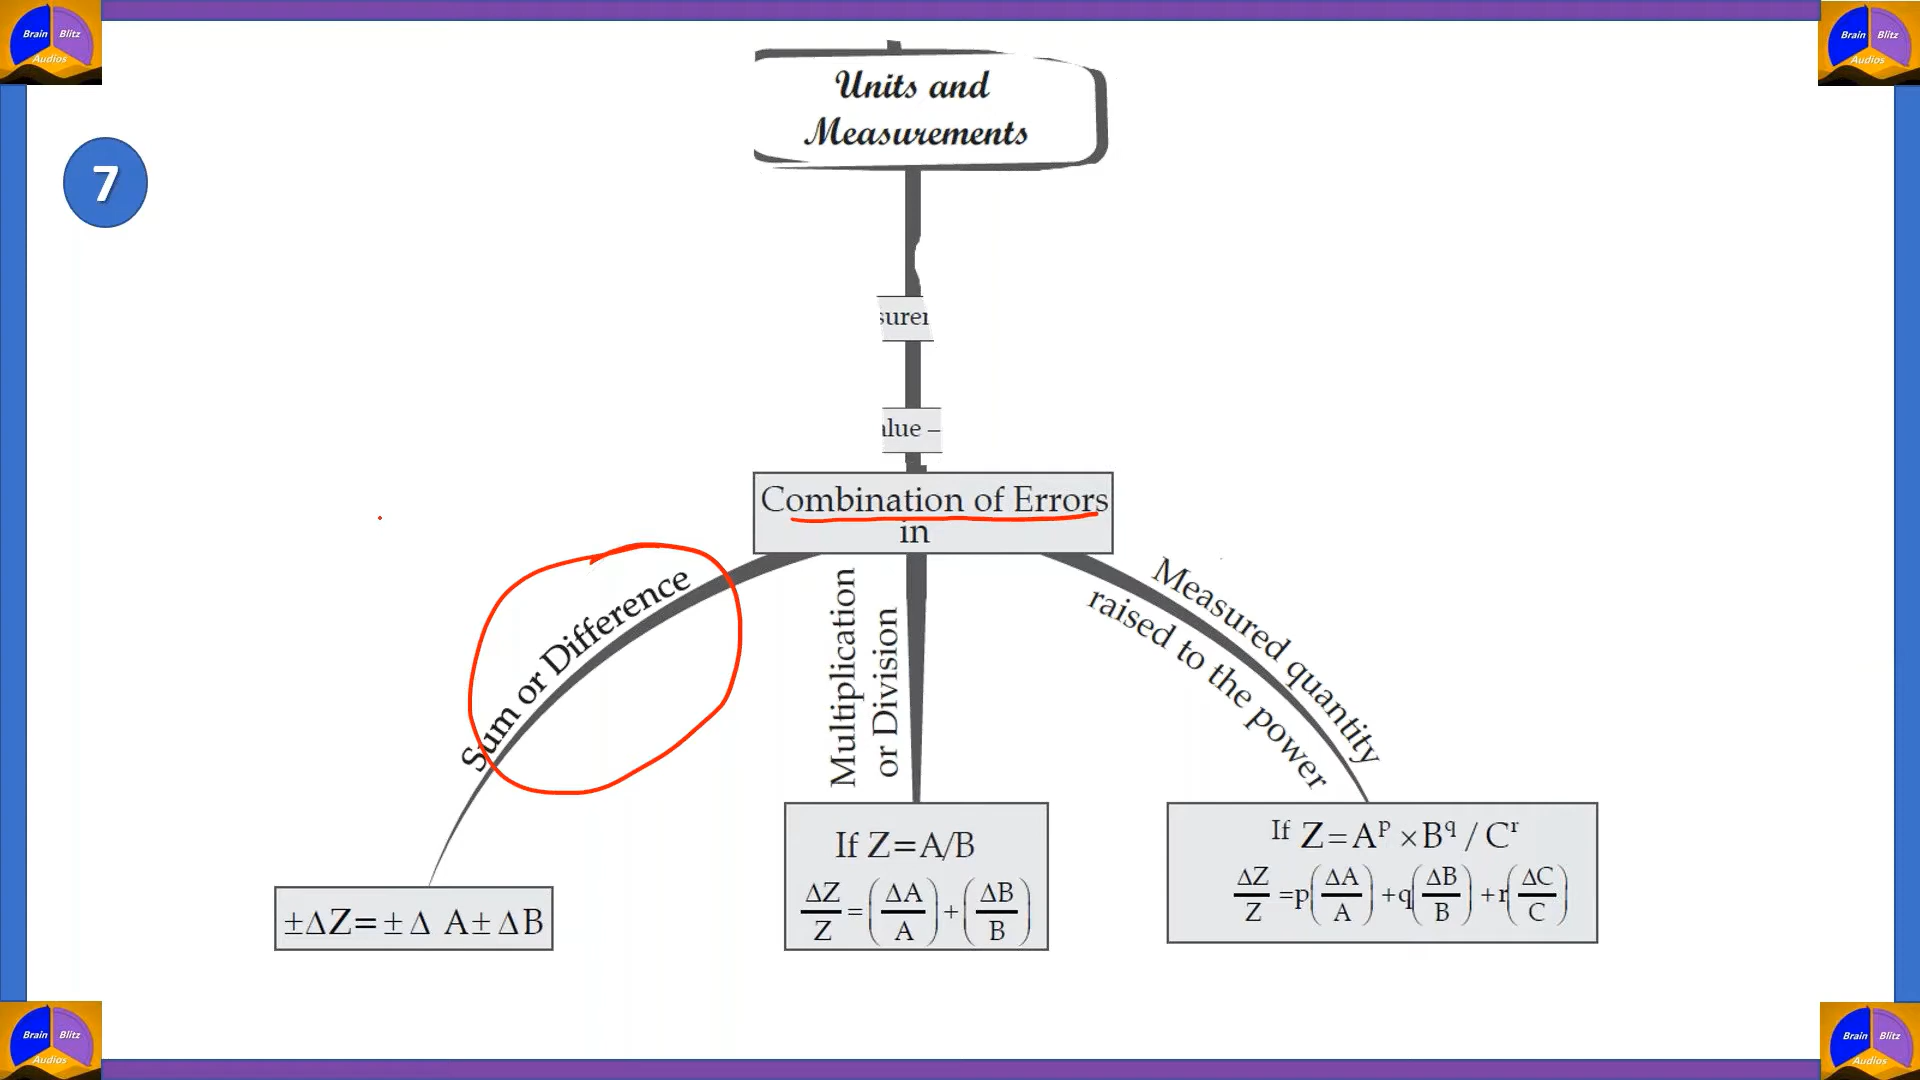 Brain Blitz
Audios
Brain Blitz
Audios
7
Units and
Measurements
surer
alue –
Combination of Errors
in
Sum or Difference
Multiplication
or Division
Measured quantity
raised to the power
±ΔZ=±Δ A±ΔB
If Z=A/B
ΔZ/Z=(ΔA/A)+(ΔB/B)
If Z=Aᵖ×B^q/Cʳ
ΔZ/Z=p(ΔA/A)+q(ΔB/B)+r(ΔC/C)
Brain Blitz
Audios
Brain Blitz
Audios